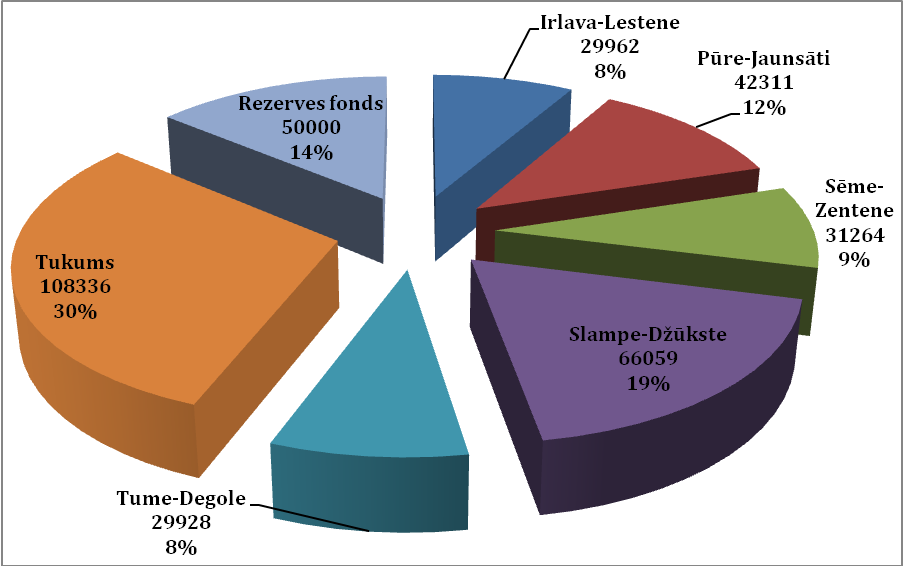 Irlava-Lestene
29962
8%
Pūre-Jaunsāti
42311
12%
Sēme-
Zentene
31264
9%
Slampe-Džūkste
66059
19%
Tume-Degole
29928
8%
Tukums
108336
30%
Rezerves fonds
50000
14%